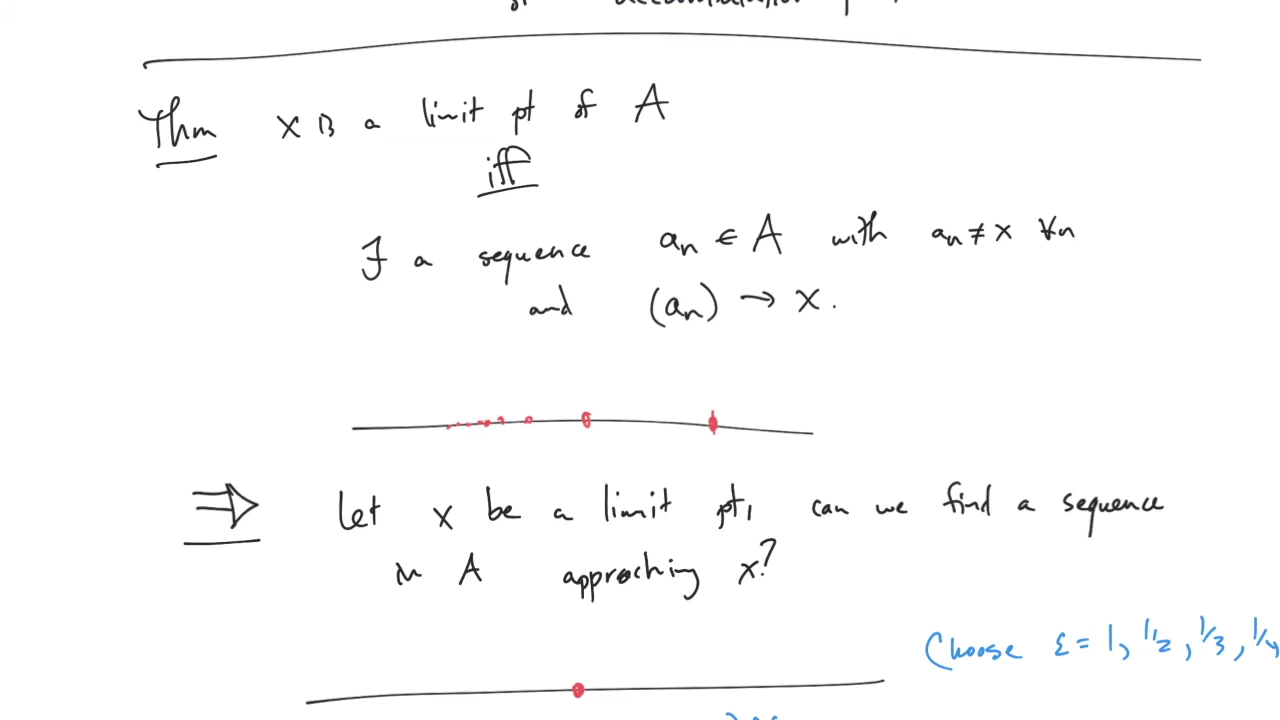 Thm x is a limit pt of A
iff
∃ a sequence aₙ ∈ A with aₙ ≠ x ∀n
and (aₙ) → x.
⇒ Let x be a limit pt, can we find a sequence
in A approching x?
Choose ε = 1, 1/2, 1/3, 1/4